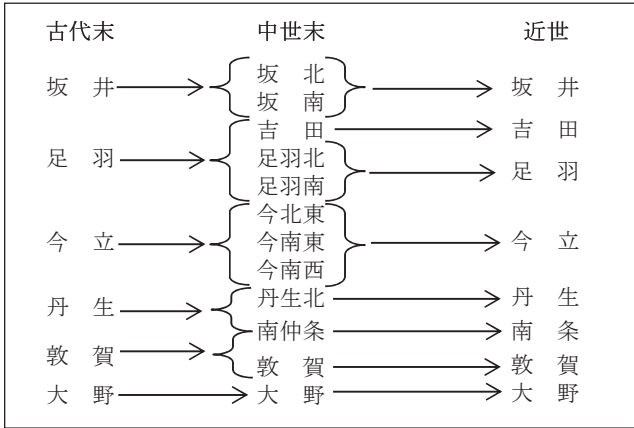 古代末 中世末 近世
坂井 坂北 坂井
坂南
吉田 吉田
足羽 足羽北 足羽
足羽南
今北東
今立 今南東 今立
今南西
丹生 丹生北 丹生
南仲条 南条
敦賀 敦賀 敦賀
大野 大野 大野